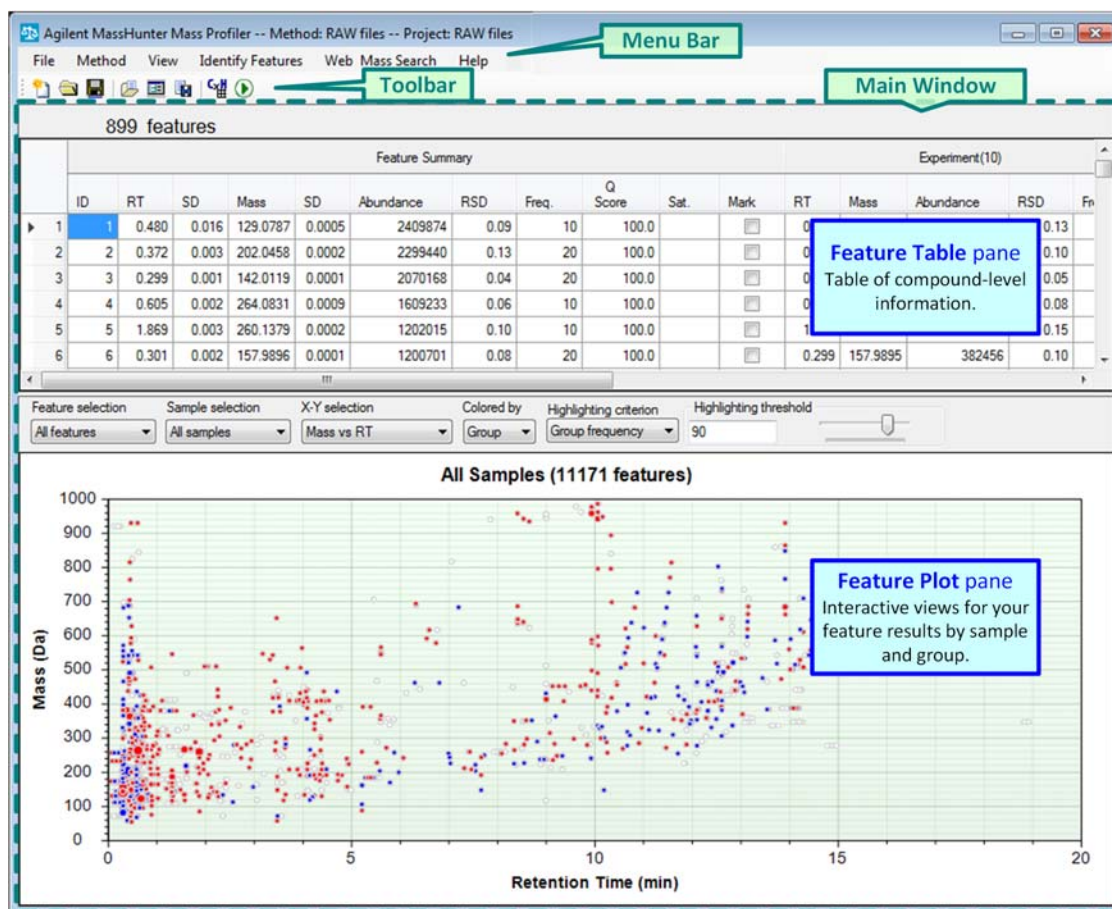 Agilent MassHunter Mass Profiler -- Method: RAW files -- Project: RAW files
Menu Bar
File Method View Identify Features Web Mass Search Help
Toolbar
Main Window
899 features
Feature Summary Experiment(10)
ID RT SD Mass SD Abundance RSD Freq. Q Score Sat. Mark RT Mass Abundance RSD
1 1 0.480 0.016 129.0787 0.0005 2409874 0.09 10 100.0 0.13
2 2 0.372 0.003 202.0458 0.0002 2299440 0.13 20 100.0 0.10
3 3 0.299 0.001 142.0119 0.0001 2070168 0.04 20 100.0 0.05
4 4 0.605 0.002 264.0831 0.0009 1609233 0.06 10 100.0 0.08
5 5 1.869 0.003 260.1379 0.0002 1202015 0.10 10 100.0 0.15
6 6 0.301 0.002 157.9896 0.0001 1200701 0.08 20 100.0 0.299 157.9895 382456 0.10
Feature Table pane
Table of compound-level
information.
Feature selection Sample selection X-Y selection Colored by Highlighting criterion Highlighting threshold
All features All samples Mass vs RT Group Group frequency 90
All Samples (11171 features)
1000
900
800
700
600
500
400
300
200
100
0
Mass (Da)
Feature Plot pane
Interactive views for your
feature results by sample
and group.
0 5 10 15 20
Retention Time (min)